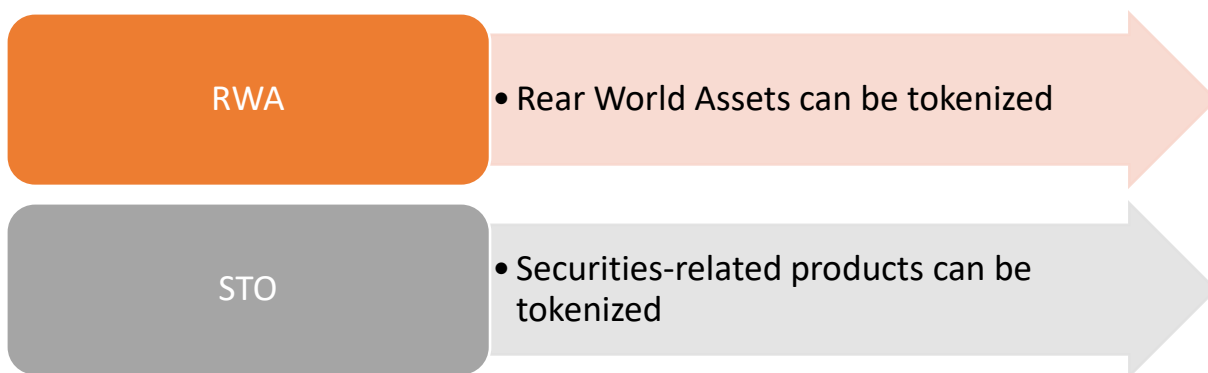 RWA
• Rear World Assets can be tokenized
STO
• Securities-related products can be
tokenized